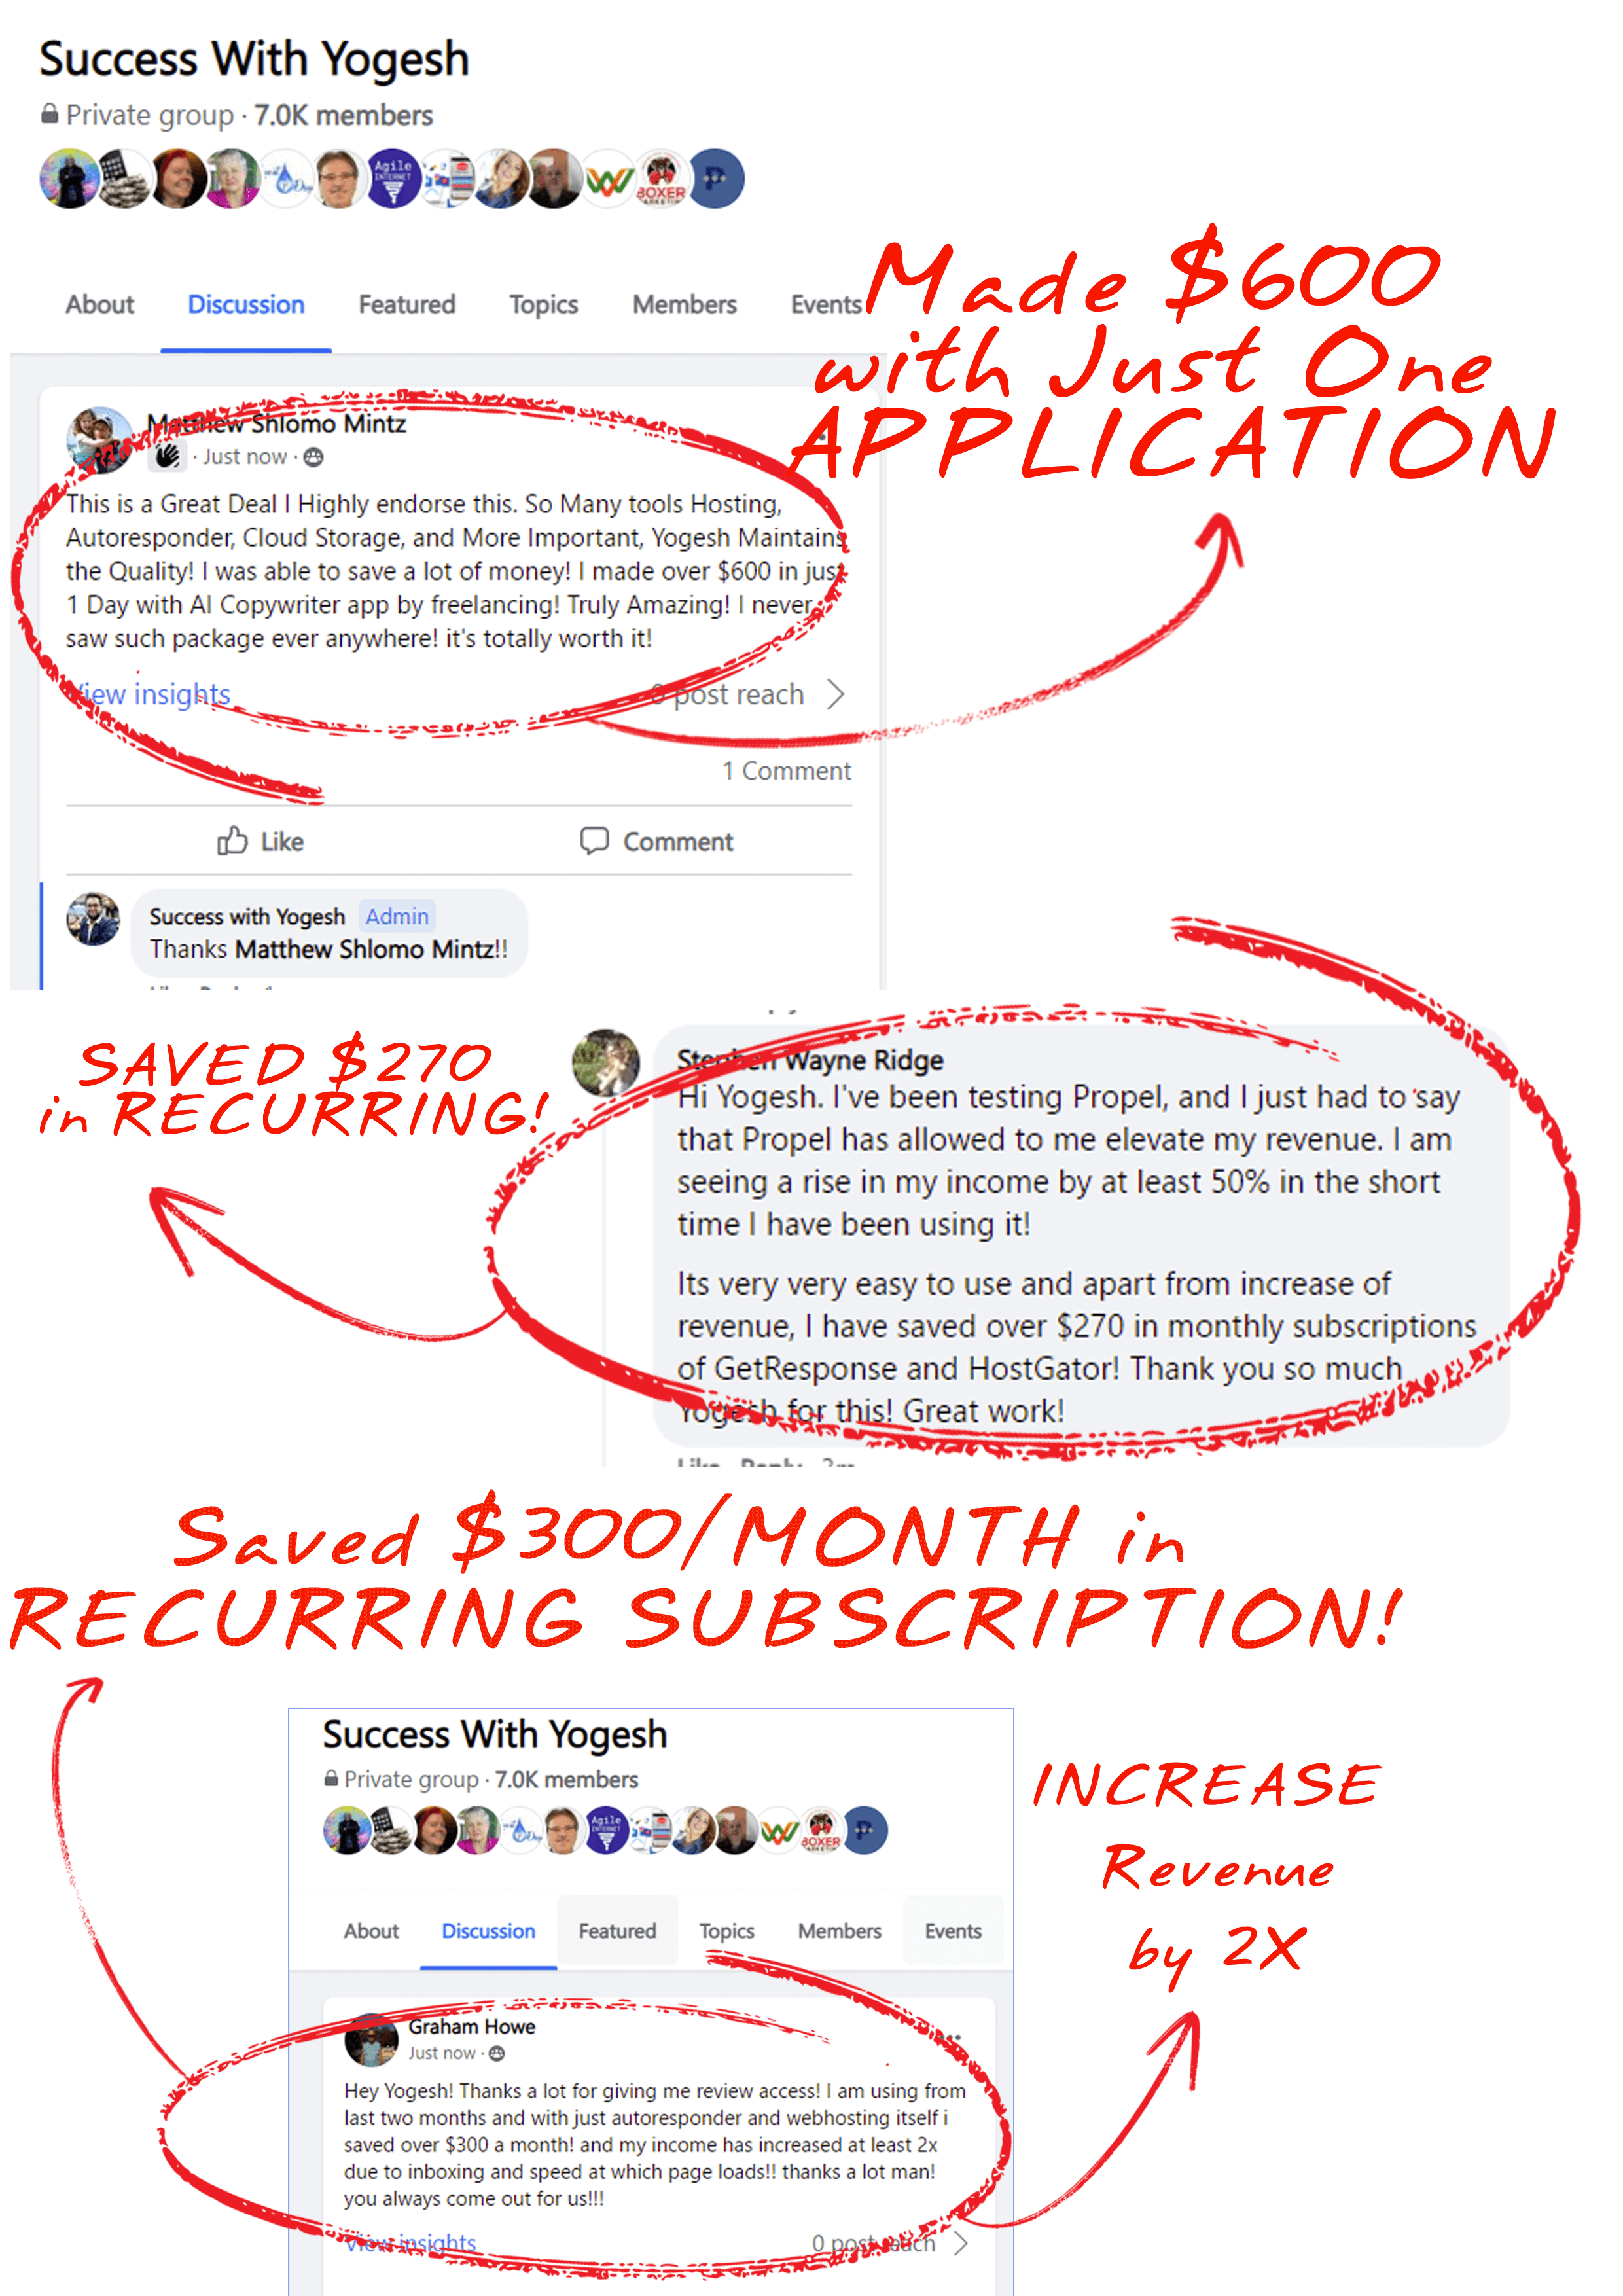 Success With Yogesh
Private group · 7.0K members
Agile
INTERNET
BOXER
About Discussion Featured Topics Members Events
Made $600
with Just One
APPLICATION
Matthew Shlomo Mintz
· Just now ·
This is a Great Deal I Highly endorse this. So Many tools Hosting,
Autoresponder, Cloud Storage, and More Important, Yogesh Maintains
the Quality! I was able to save a lot of money! I made over $600 in just
1 Day with AI Copywriter app by freelancing! Truly Amazing! I never
saw such package ever anywhere! it's totally worth it!
View insights 0 post reach
1 Comment
Like Comment
Success with Yogesh Admin
Thanks Matthew Shlomo Mintz!!
SAVED $270
in RECURRING!
Stephen Wayne Ridge
Hi Yogesh. I've been testing Propel, and I just had to say
that Propel has allowed to me elevate my revenue. I am
seeing a rise in my income by at least 50% in the short
time I have been using it!
Its very very easy to use and apart from increase of
revenue, I have saved over $270 in monthly subscriptions
of GetResponse and HostGator! Thank you so much
Yogesh for this! Great work!
Saved $300/MONTH in
RECURRING SUBSCRIPTION!
Success With Yogesh
Private group · 7.0K members
Agile
INTERNET
BOXER
INCREASE
Revenue
by 2X
About Discussion Featured Topics Members Events
Graham Howe
Just now ·
Hey Yogesh! Thanks a lot for giving me review access! I am using from
last two months and with just autoresponder and webhosting itself i
saved over $300 a month! and my income has increased at least 2x
due to inboxing and speed at which page loads!! thanks a lot man!
you always come out for us!!!
View insights 0 post reach